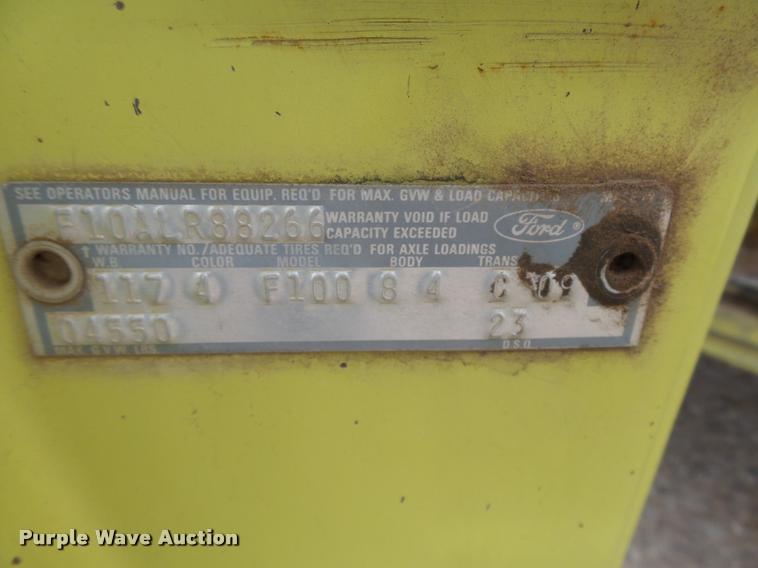 SEE OPERATORS MANUAL FOR EQUIP. REQ'D FOR MAX. GVW & LOAD
F10ALR88266 WARRANTY VOID IF LOAD
CAPACITY EXCEEDED
Ford®
↑ WARRANTY NO./ADEQUATE TIRES REQ'D FOR AXLE LOADINGS
W.B. COLOR MODEL BODY TRANS
117 4 F100 8 4 C 09
04550 23
MAX. GVW LBS D.S.O.
Purple Wave Auction